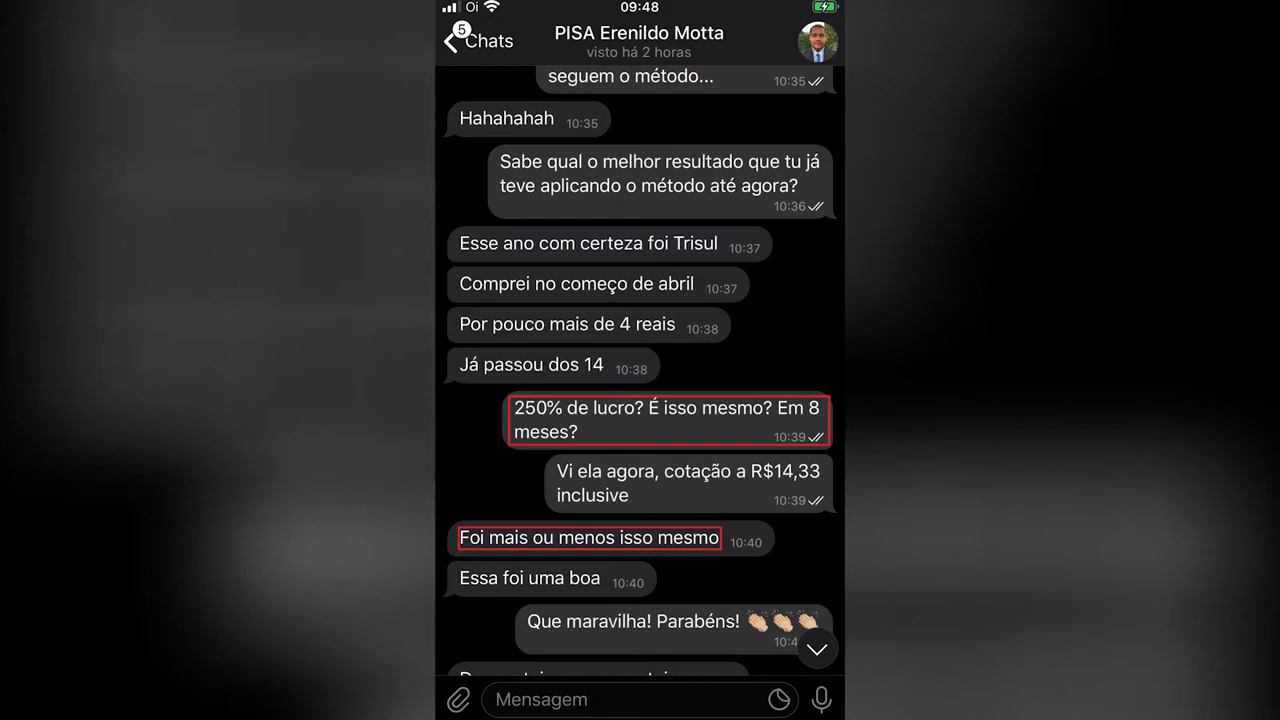 Oi
09:48
5
Chats
PISA Erenildo Motta
visto há 2 horas
seguem o método...
10:35
Hahahahah 10:35
Sabe qual o melhor resultado que tu já
teve aplicando o método até agora?
10:36
Esse ano com certeza foi Trisul 10:37
Comprei no começo de abril 10:37
Por pouco mais de 4 reais 10:38
Já passou dos 14 10:38
250% de lucro? É isso mesmo? Em 8
meses?
10:39
Vi ela agora, cotação a R$14,33
inclusive
10:39
Foi mais ou menos isso mesmo 10:40
Essa foi uma boa 10:40
Que maravilha! Parabéns! 👏🏼👏🏼👏🏼
Mensagem